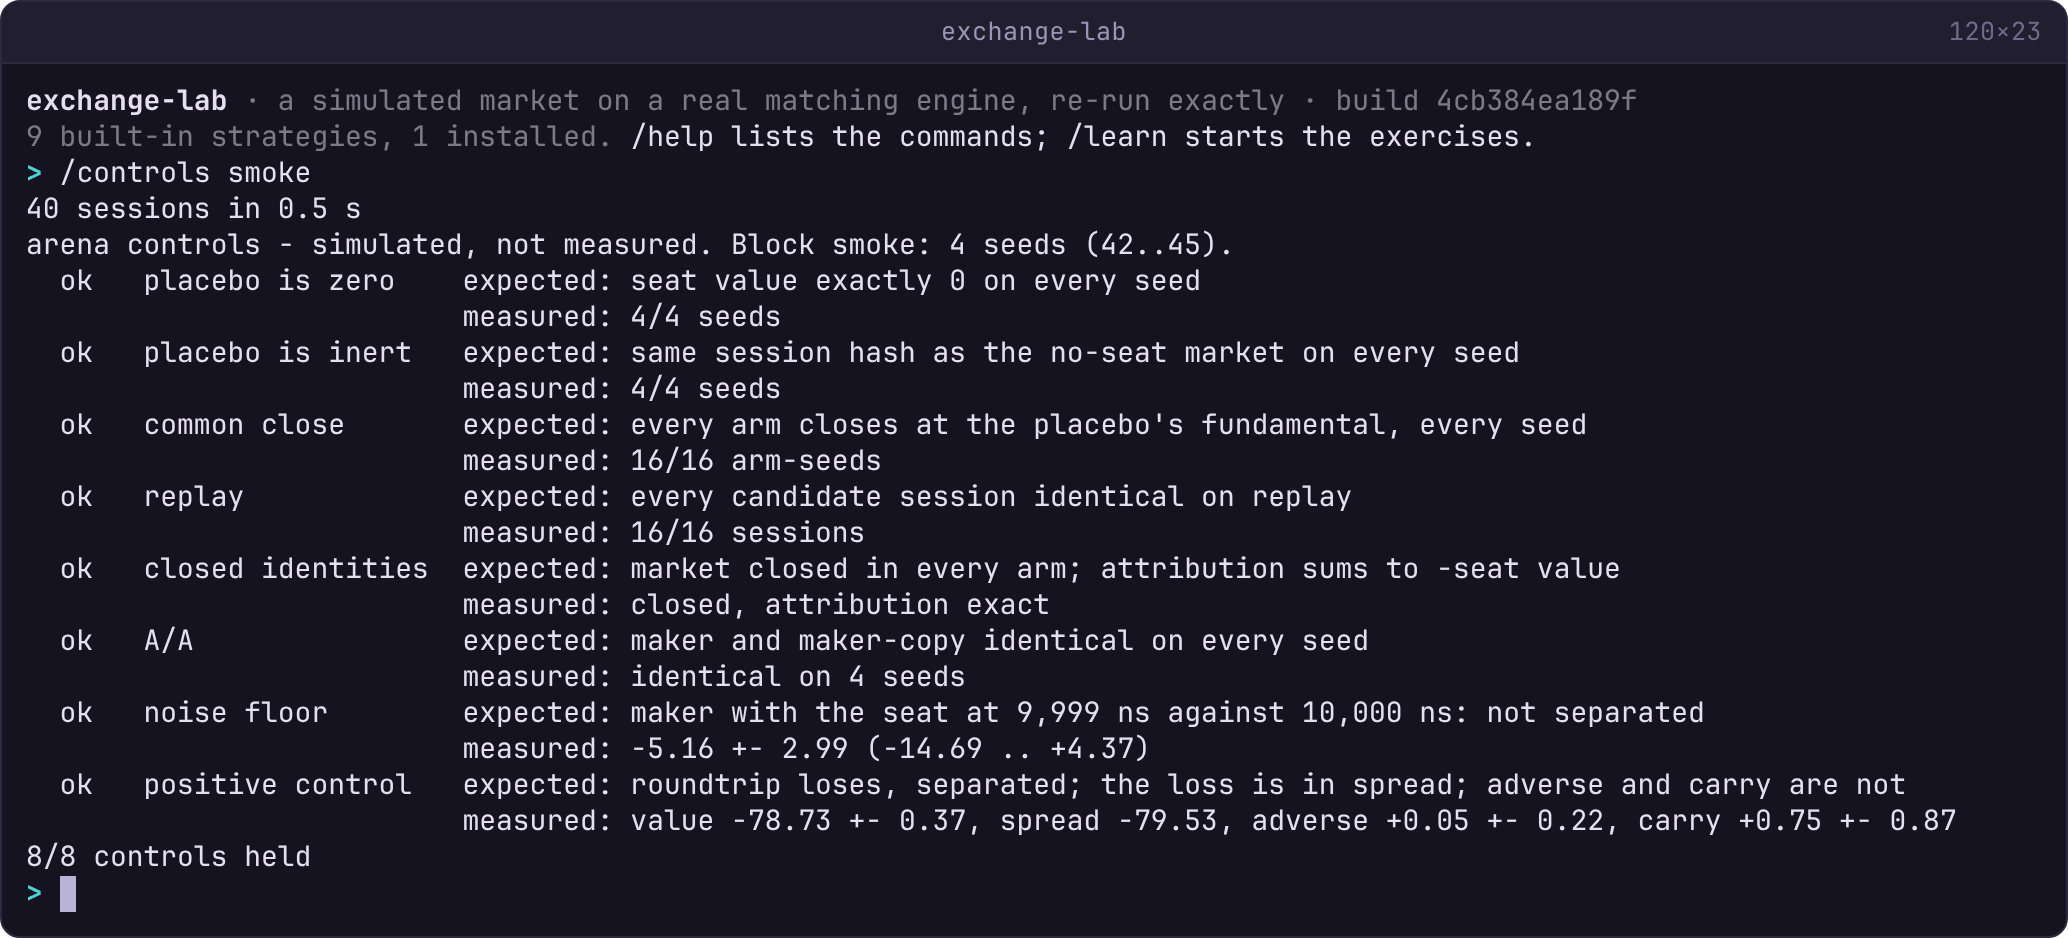 exchange-lab
120×23
exchange-lab · a simulated market on a real matching engine, re-run exactly · build 4cb384ea189f
9 built-in strategies, 1 installed. /help lists the commands; /learn starts the exercises.
> /controls smoke
40 sessions in 0.5 s
arena controls - simulated, not measured. Block smoke: 4 seeds (42..45).
ok placebo is zero expected: seat value exactly 0 on every seed
measured: 4/4 seeds
ok placebo is inert expected: same session hash as the no-seat market on every seed
measured: 4/4 seeds
ok common close expected: every arm closes at the placebo's fundamental, every seed
measured: 16/16 arm-seeds
ok replay expected: every candidate session identical on replay
measured: 16/16 sessions
ok closed identities expected: market closed in every arm; attribution sums to -seat value
measured: closed, attribution exact
ok A/A expected: maker and maker-copy identical on every seed
measured: identical on 4 seeds
ok noise floor expected: maker with the seat at 9,999 ns against 10,000 ns: not separated
measured: -5.16 +- 2.99 (-14.69 .. +4.37)
ok positive control expected: roundtrip loses, separated; the loss is in spread; adverse and carry are not
measured: value -78.73 +- 0.37, spread -79.53, adverse +0.05 +- 0.22, carry +0.75 +- 0.87
8/8 controls held
>